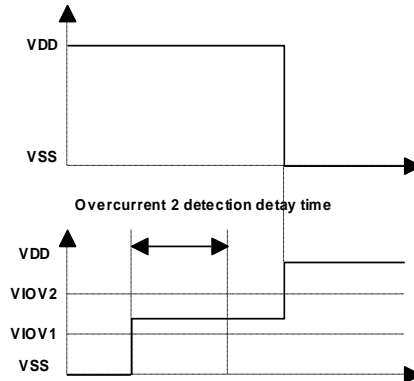 VDD
VSS
Overcurrent 2 detection detay time
VDD
VIOV2
VIOV1
VSS